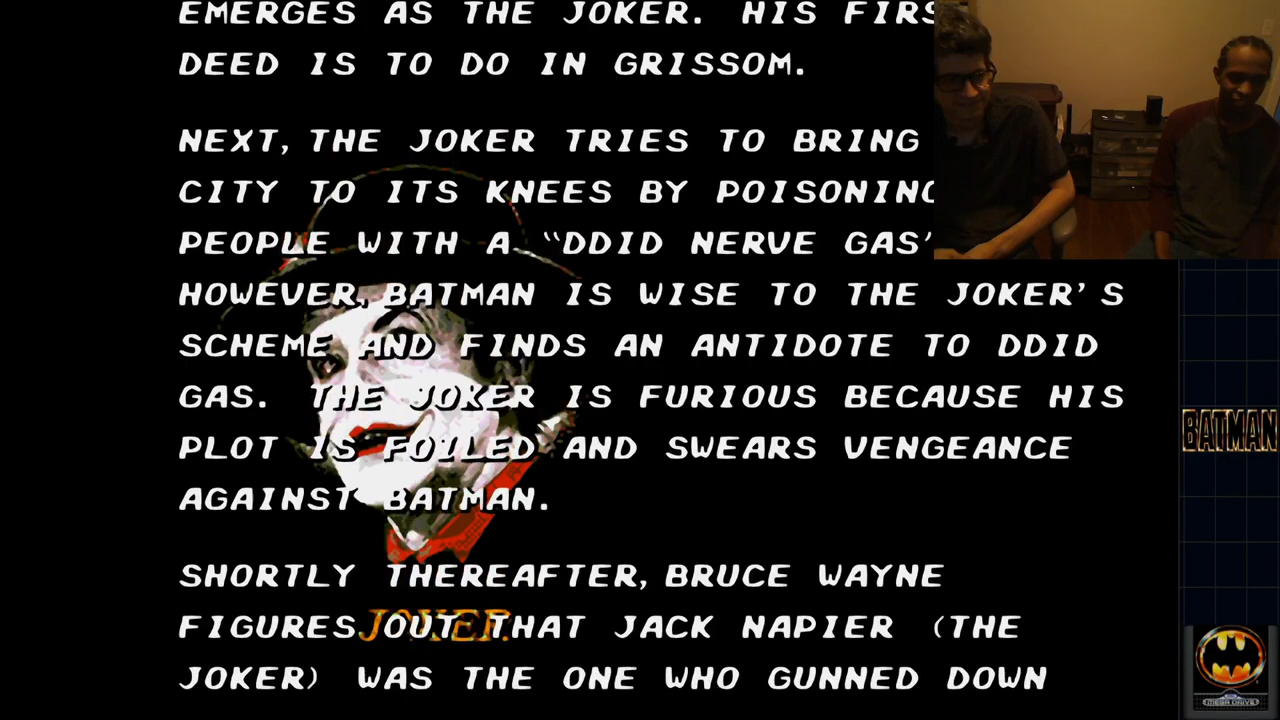 EMERGES AS THE JOKER. HIS FIRS
DEED IS TO DO IN GRISSOM.
NEXT, THE JOKER TRIES TO BRING
CITY TO ITS KNEES BY POISONING
PEOPLE WITH A “DDID NERVE GAS”
HOWEVER, BATMAN IS WISE TO THE JOKER'S
SCHEME AND FINDS AN ANTIDOTE TO DDID
GAS. THE JOKER IS FURIOUS BECAUSE HIS
PLOT IS FOILED AND SWEARS VENGEANCE
AGAINST BATMAN.
SHORTLY THEREAFTER, BRUCE WAYNE
FIGURES OUT THAT JACK NAPIER (THE
JOKER) WAS THE ONE WHO GUNNED DOWN
JOKER
BATMAN
MEGA DRIVE